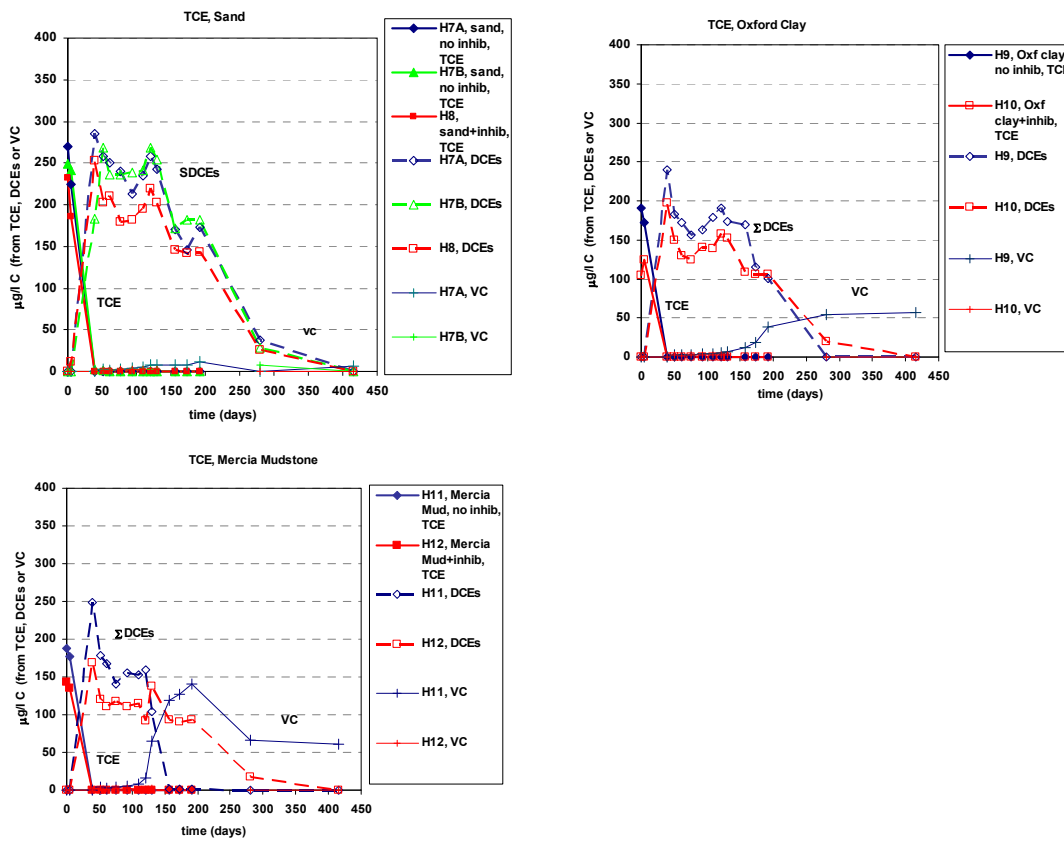 TCE, Sand
400
350
300
250
200
150
100
50
0
µg/l C  (from TCE, DCEs or VC)
0 50 100 150 200 250 300 350 400 450
time (days)
SDCEs
TCE
VC
H7A, sand,
no inhib,
TCE
H7B, sand,
no inhib,
TCE
H8,
sand+inhib,
TCE
H7A, DCEs
H7B, DCEs
H8, DCEs
H7A, VC
H7B, VC
TCE, Oxford Clay
400
350
300
250
200
150
100
50
0
µg/l C  (from TCE, DCEs or VC)
0 50 100 150 200 250 300 350 400 450
time (days)
ΣDCEs
TCE
VC
H9, Oxf clay
no inhib, TCE
H10, Oxf
clay+inhib,
TCE
H9, DCEs
H10, DCEs
H9, VC
H10, VC
TCE, Mercia Mudstone
400
350
300
250
200
150
100
50
0
µg/l C  (from TCE, DCEs or VC)
0 50 100 150 200 250 300 350 400 450
time (days)
ΣDCEs
TCE
VC
H11, Mercia
Mud, no inhib,
TCE
H12, Mercia
Mud+inhib,
TCE
H11, DCEs
H12, DCEs
H11, VC
H12, VC